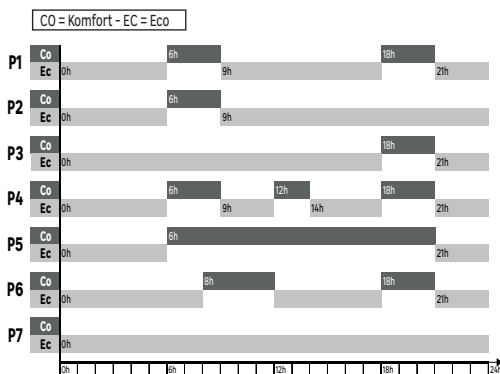 CO = Komfort - EC = Eco
P1
Co 6h 18h
Ec 0h 9h 21h
P2
Co 6h
Ec 0h 9h
P3
Co 18h
Ec 0h 21h
P4
Co 6h 12h 18h
Ec 0h 9h 14h 21h
P5
Co 6h
Ec 0h 21h
P6
Co 8h 18h
Ec 0h 21h
P7
Co
Ec 0h
0h 6h 12h 18h 24h